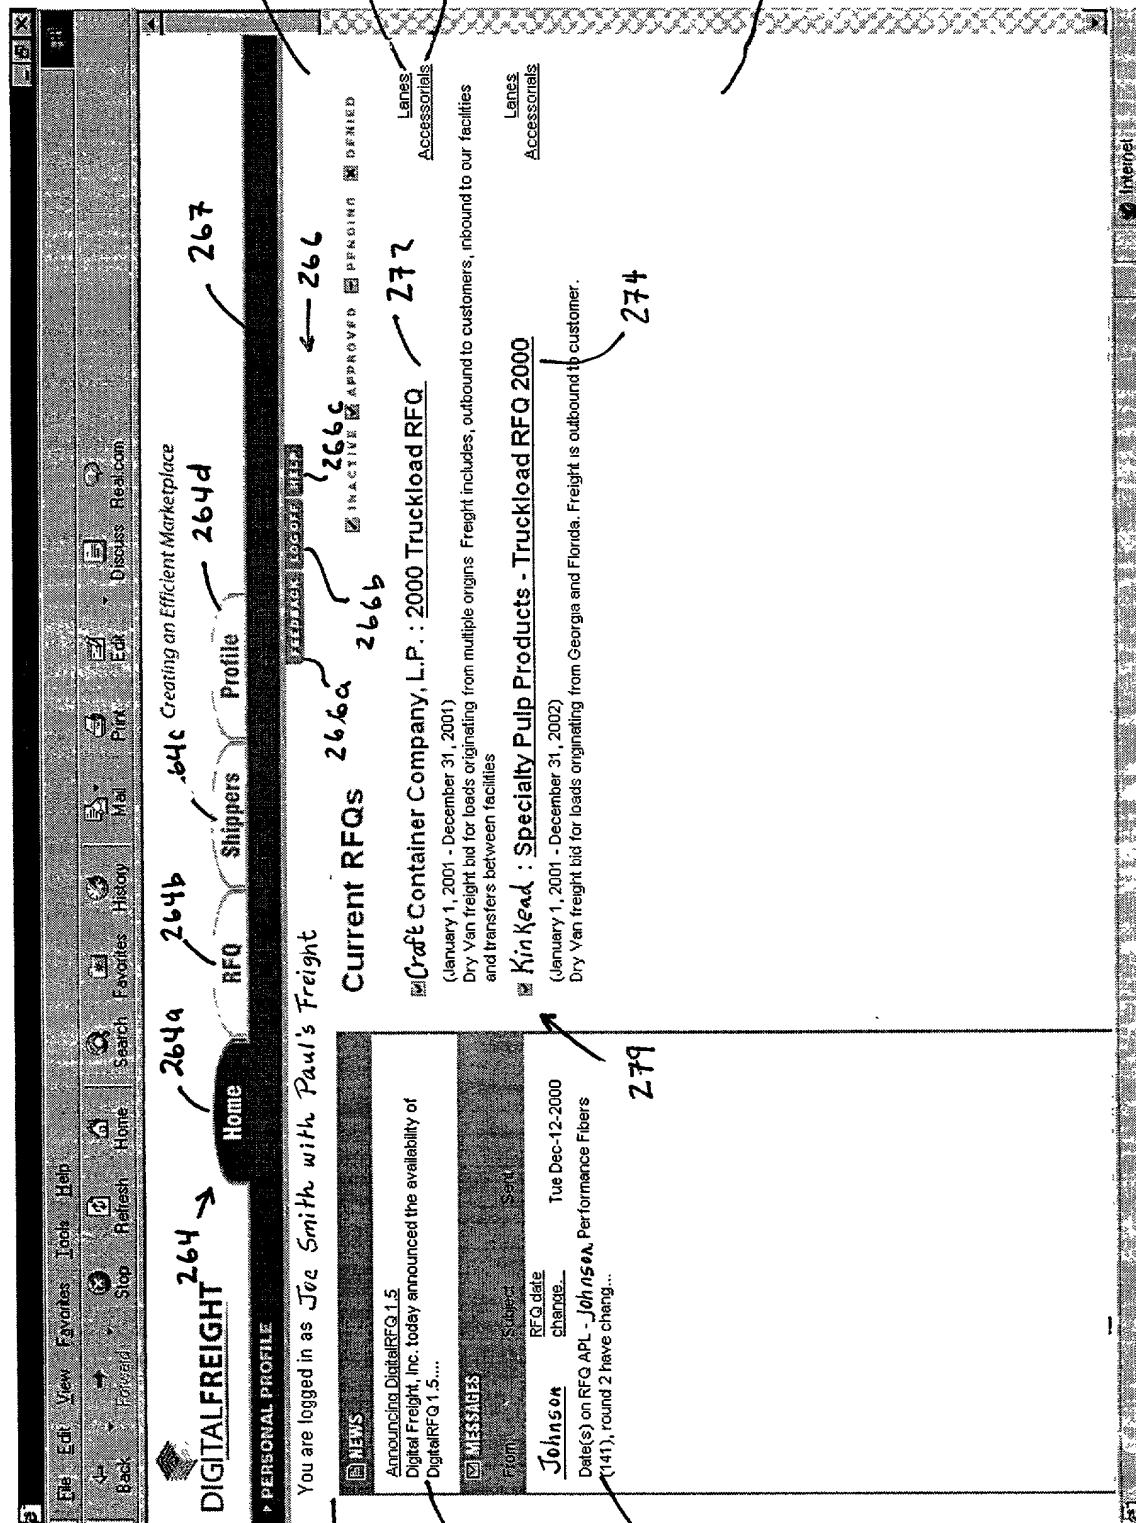 File Edit View Favorites Tools Help
Back Forward Stop Refresh Home Search Favorites History Mail Print Edit Discuss Real.com
DIGITALFREIGHT
Creating an Efficient Marketplace
264
264a
264b
64c
264d
267
Home RFQ Shippers Profile
PERSONAL PROFILE
You are logged in as Joe Smith with Paul's Freight
FEEDBACK LOGOFF HELP
266
266a
266b
266c
NEWS
Announcing DigitalRFQ 1.5
Digital Freight, Inc. today announced the availability of
DigitalRFQ 1.5....
MESSAGES
From Subject Sent
Johnson RFQ date change... Tue Dec-12-2000
Date(s) on RFQ APL - Johnson Performance Fibers
(141), round 2 have chang...
Current RFQs
INACTIVE APPROVED PENDING DENIED
Craft Container Company, L.P. : 2000 Truckload RFQ
272
Lanes
Accessorials
(January 1, 2001 - December 31, 2001)
Dry Van freight bid for loads originating from multiple origins Freight includes, outbound to customers, inbound to our facilities
and transfers between facilities
Kinkead : Specialty Pulp Products - Truckload RFQ 2000
Lanes
Accessorials
(January 1, 2001 - December 31, 2002)
Dry Van freight bid for loads originating from Georgia and Florida. Freight is outbound to customer.
274
279
Internet